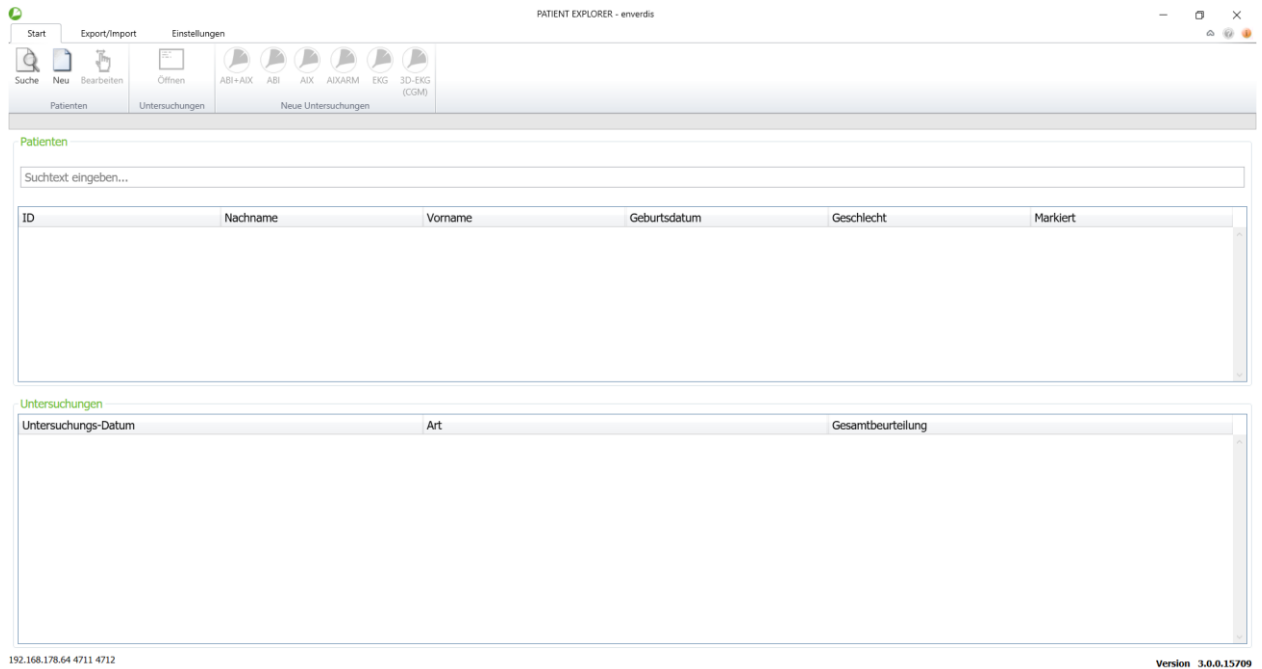 PATIENT EXPLORER - enverdis
Start Export/Import Einstellungen
Suche Neu Bearbeiten Öffnen ABI+AIX ABI AIX AIXARM EKG 3D-EKG
(CGM)
Patienten Untersuchungen Neue Untersuchungen
Patienten
Suchtext eingeben...
ID Nachname Vorname Geburtsdatum Geschlecht Markiert
Untersuchungen
Untersuchungs-Datum Art Gesamtbeurteilung
192.168.178.64 4711 4712
Version 3.0.0.15709